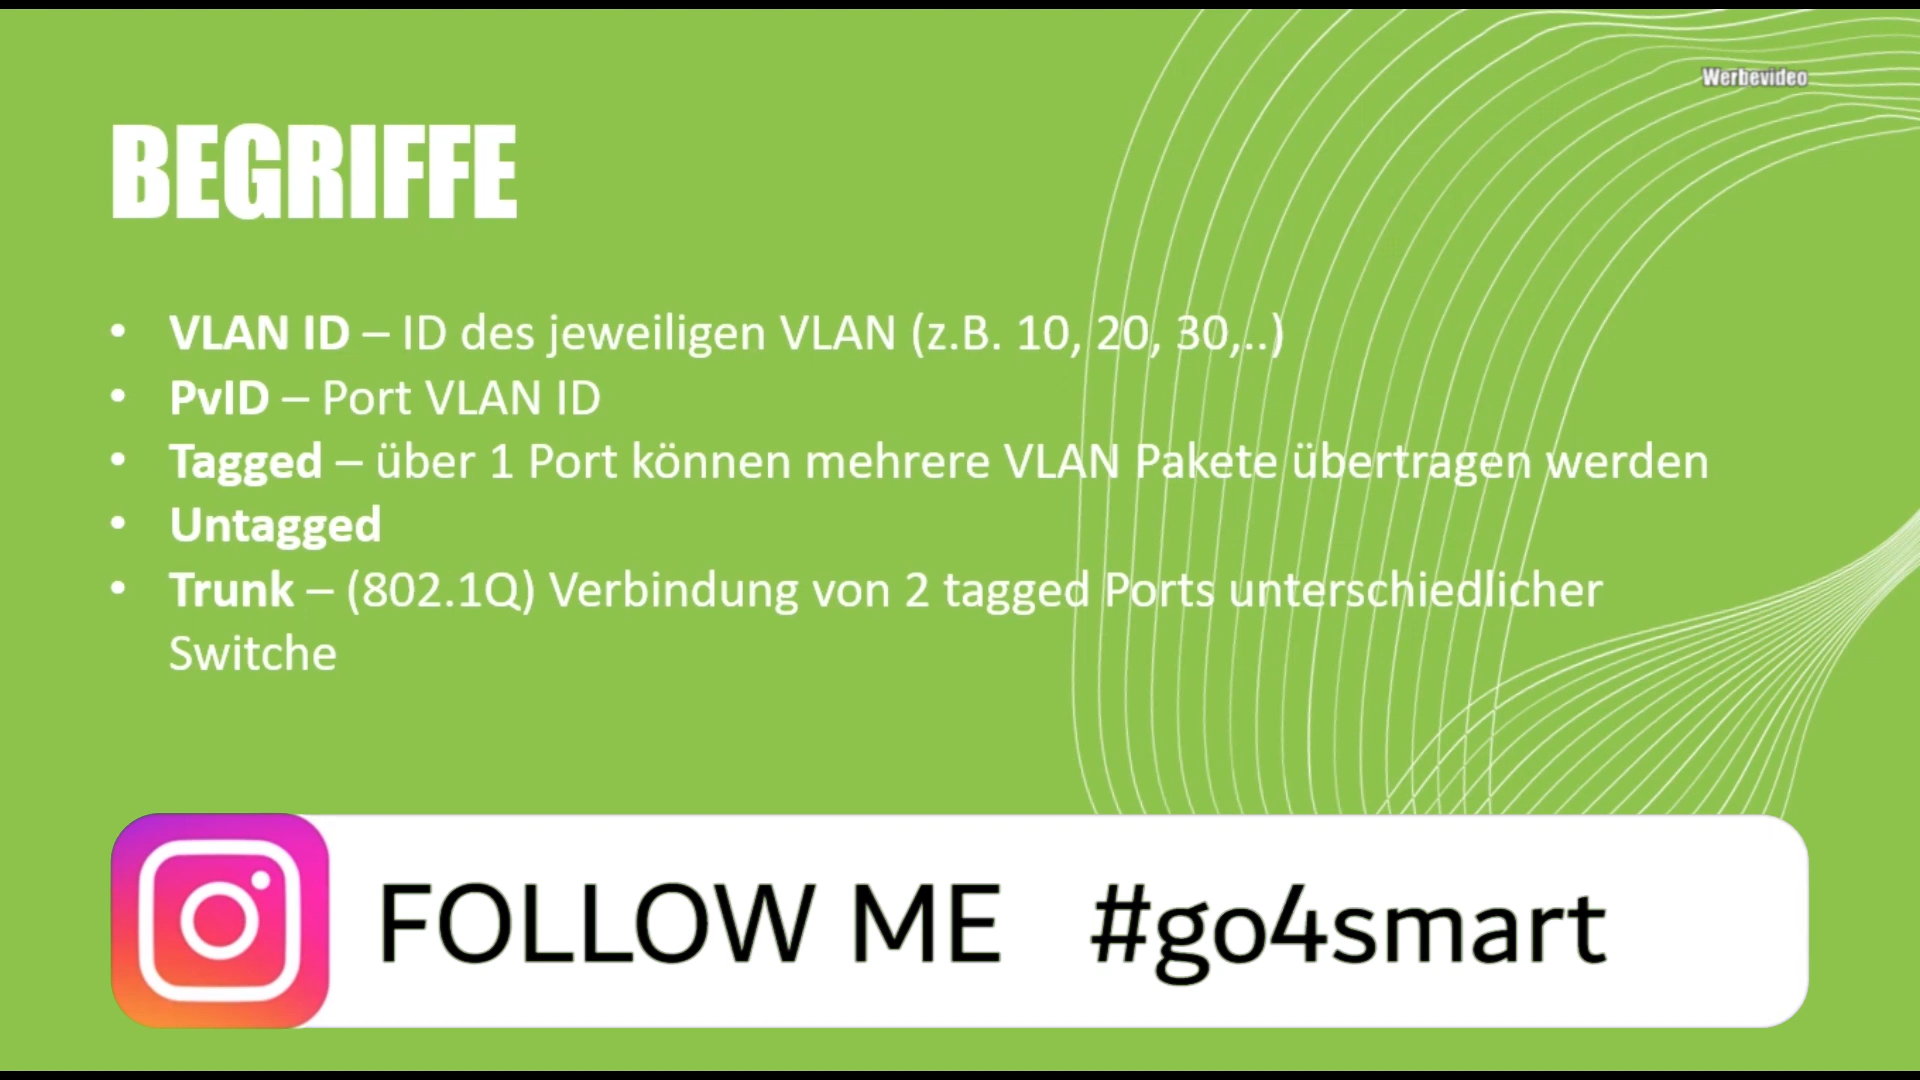 Werbevideo
BEGRIFFE
• VLAN ID – ID des jeweiligen VLAN (z.B. 10, 20, 30,..)
• PvID – Port VLAN ID
• Tagged – über 1 Port können mehrere VLAN Pakete übertragen werden
• Untagged
• Trunk – (802.1Q) Verbindung von 2 tagged Ports unterschiedlicher
Switche
FOLLOW ME #go4smart